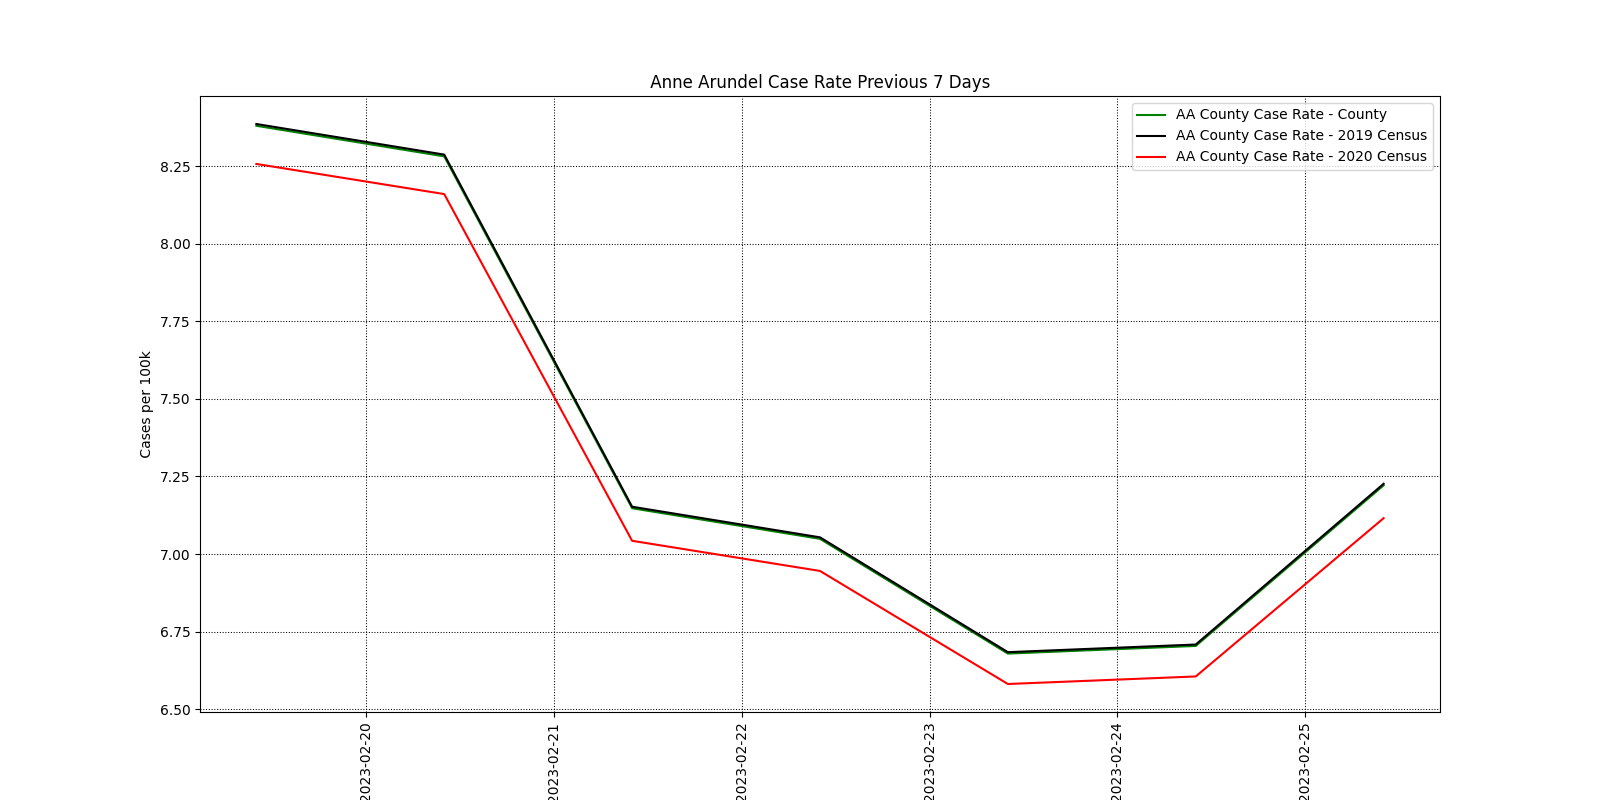 Anne Arundel Case Rate Previous 7 Days
AA County Case Rate - County
AA County Case Rate - 2019 Census
AA County Case Rate - 2020 Census
Cases per 100k
8.25
8.00
7.75
7.50
7.25
7.00
6.75
6.50
2023-02-20
2023-02-21
2023-02-22
2023-02-23
2023-02-24
2023-02-25